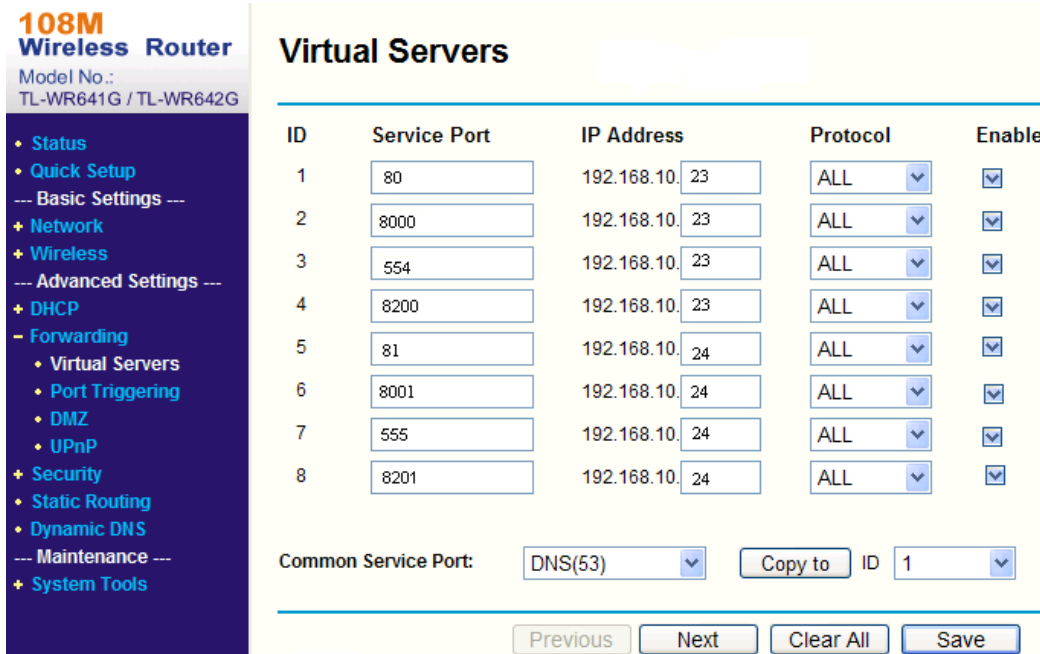 108M
Wireless Router
Model No.:
TL-WR641G / TL-WR642G
• Status
• Quick Setup
--- Basic Settings ---
+ Network
+ Wireless
--- Advanced Settings ---
+ DHCP
− Forwarding
• Virtual Servers
• Port Triggering
• DMZ
• UPnP
+ Security
• Static Routing
• Dynamic DNS
--- Maintenance ---
+ System Tools
Virtual Servers
ID Service Port IP Address Protocol Enable
1 80 192.168.10. 23 ALL
2 8000 192.168.10. 23 ALL
3 554 192.168.10. 23 ALL
4 8200 192.168.10. 23 ALL
5 81 192.168.10. 24 ALL
6 8001 192.168.10. 24 ALL
7 555 192.168.10. 24 ALL
8 8201 192.168.10. 24 ALL
Common Service Port: DNS(53) Copy to ID 1
Previous Next Clear All Save